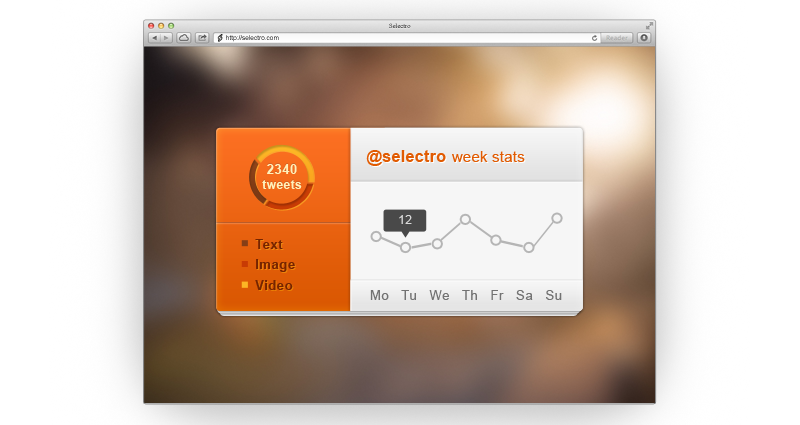 Selectro
http://selectro.com
Reader
2340
tweets
@selectro week stats
12
Text
Image
Video
Mo Tu We Th Fr Sa Su